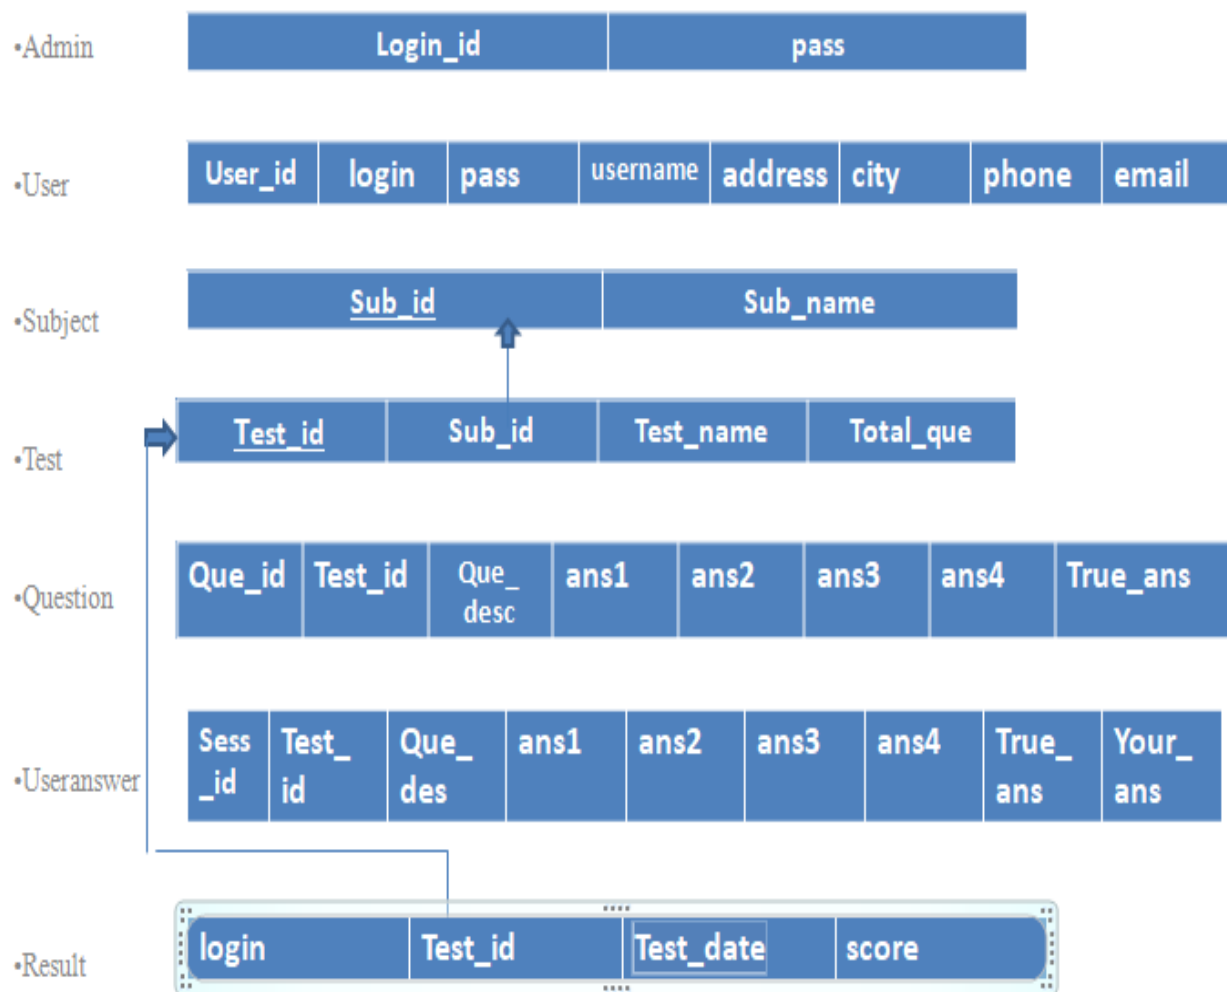 •Admin
Login_id pass
•User
User_id login pass username address city phone email
•Subject
Sub_id Sub_name
•Test
Test_id Sub_id Test_name Total_que
•Question
Que_id Test_id Que_ ans1 ans2 ans3 ans4 True_ans
desc
•Useranswer
Sess Test_ Que_ ans1 ans2 ans3 ans4 True_ Your_
_id id des ans ans
•Result
login Test_id Test_date score